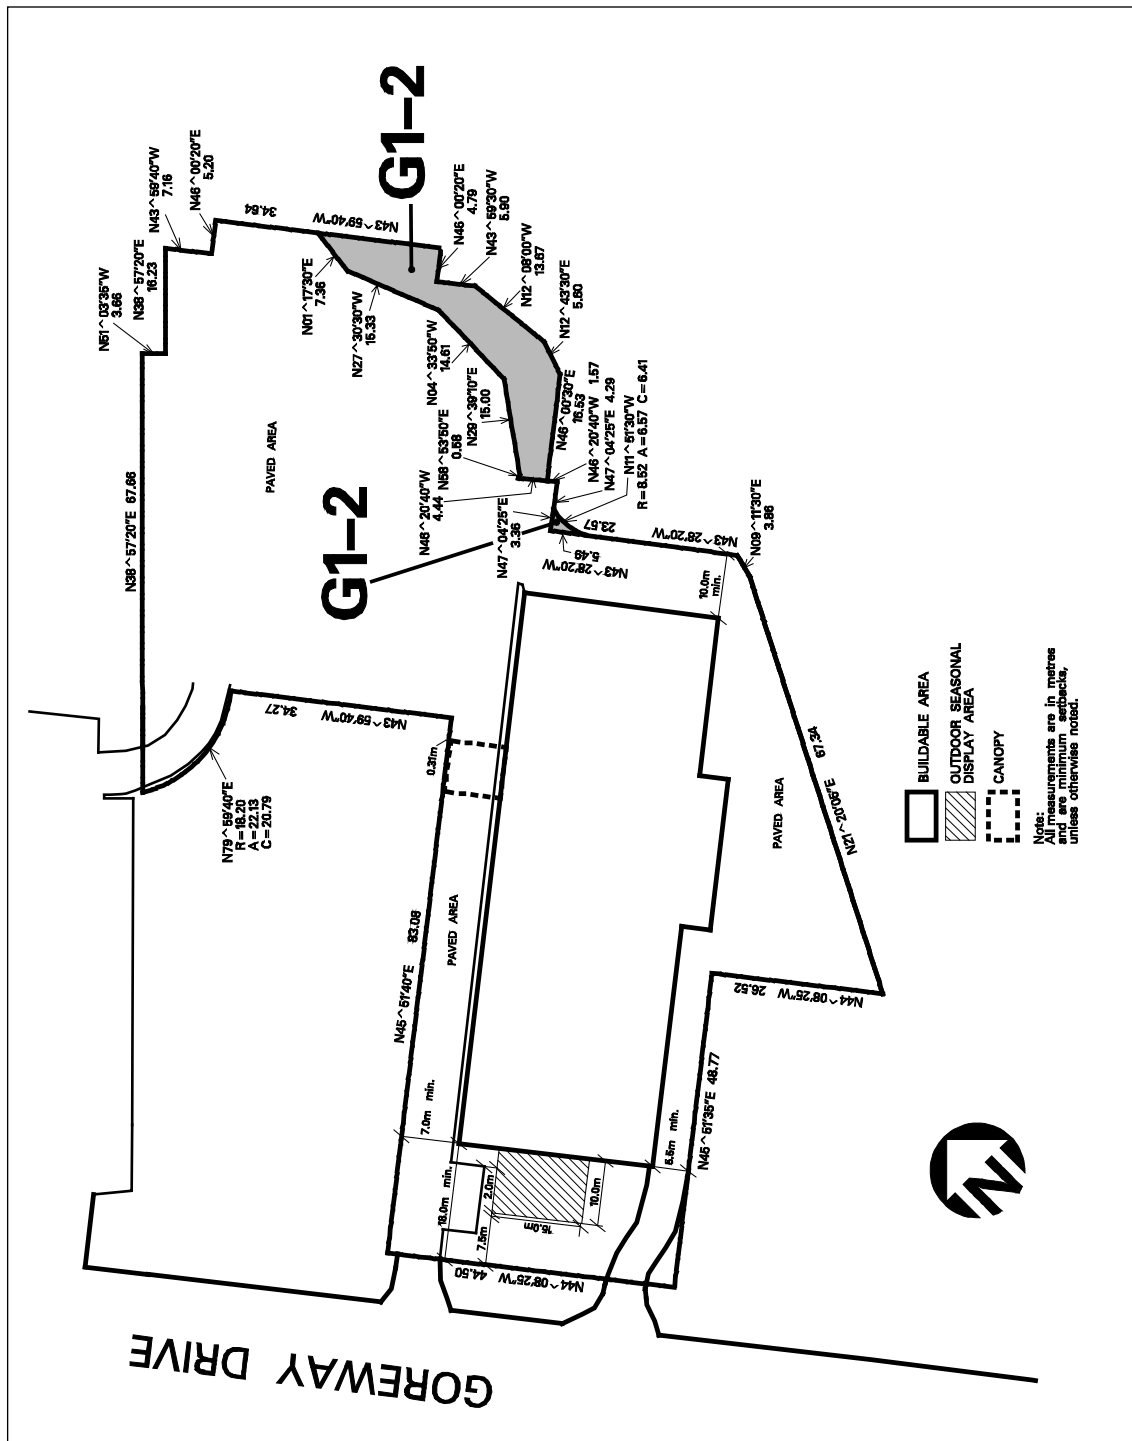 N51^03'35"W
3.66
N38^57'20"E
16.23
N43^59'40"W
7.16
N46^00'20"E
5.20
34.64
N43^59'40"W
G1–2
N46^00'20"E
4.79
N43^59'30"W
5.90
N12^08'00"W
13.67
N12^43'30"E
5.60
N01^17'30"E
7.36
N27^30'30"W
15.33
N04^33'50"W
14.61
N29^39'10"E
15.00
N58^53'50"E
0.58
N46^20'40"W
4.44
N46^00'30"E
16.53
N46^20'40"W 1.57
N47^04'25"E 4.29
N11^51'30"W
R=8.52 A=6.57 C=6.41
N38^57'20"E 67.66
PAVED AREA
G1–2
N47^04'25"E
3.36
23.57
N43^28'20"W
5.49
N43^28'20"W
N09^11'30"E
3.86
10.0m
min.
34.27
N43^59'40"W
N79^59'40"E
R=18.20
A=22.13
C=20.79
0.31m
N45^51'40"E 83.08
PAVED AREA
7.0m min.
PAVED AREA
N21^20'05"E 67.34
N44^08'25"W 26.52
N45^51'35"E 48.77
5.5m min.
18.0m min.
2.0m
7.5m
15.0m
10.0m
44.50 N44^08'25"W
GOREWAY DRIVE
BUILDABLE AREA
OUTDOOR SEASONAL
DISPLAY AREA
CANOPY
Note:
All measurements are in metres
and are minimum setbacks,
unless otherwise noted.
N